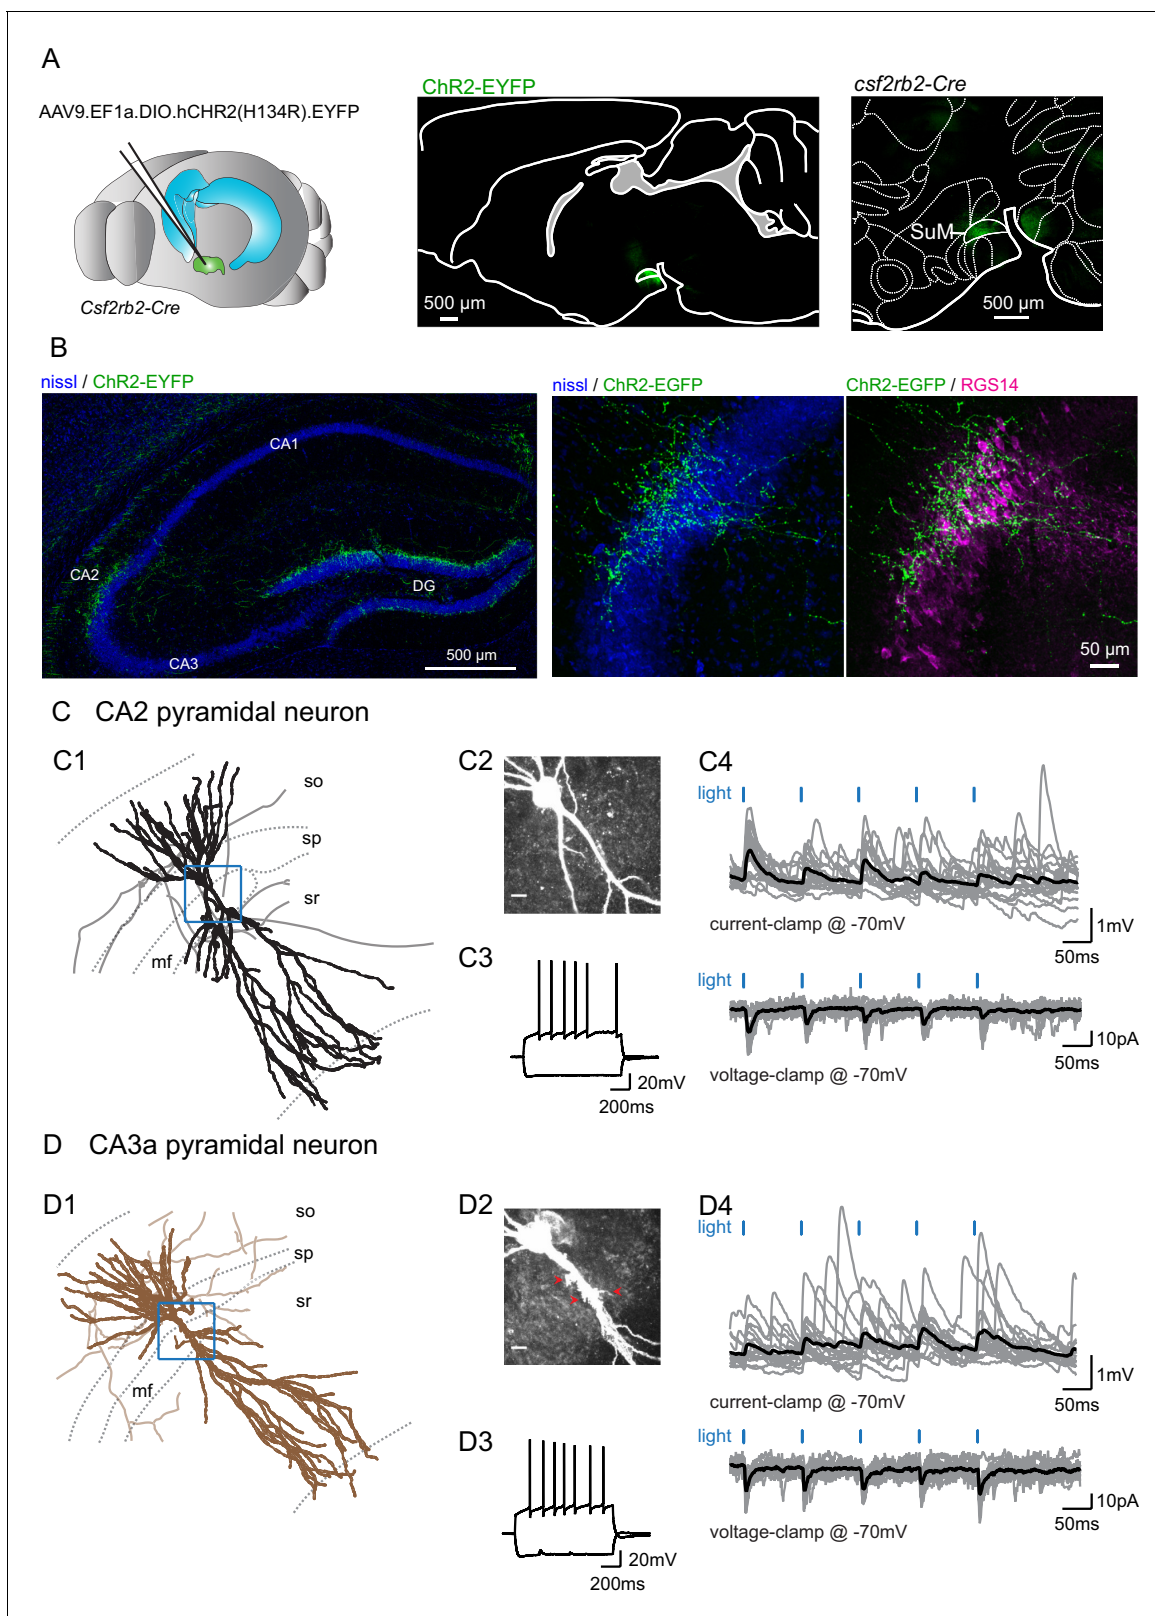 A
AAV9.EF1a.DIO.hCHR2(H134R).EYFP
Csf2rb2-Cre
ChR2-EYFP
500 µm
csf2rb2-Cre
SuM
500 µm
B
nissl / ChR2-EYFP
CA1
CA2
DG
CA3
500 µm
nissl / ChR2-EGFP
ChR2-EGFP / RGS14
50 µm
C CA2 pyramidal neuron
C1
so
sp
sr
mf
C2
C3
20mV
200ms
C4
light
current-clamp @ -70mV
1mV
50ms
light
10pA
50ms
voltage-clamp @ -70mV
D CA3a pyramidal neuron
D1
so
sp
sr
mf
D2
D3
20mV
200ms
D4
light
1mV
current-clamp @ -70mV
50ms
light
10pA
voltage-clamp @ -70mV
50ms